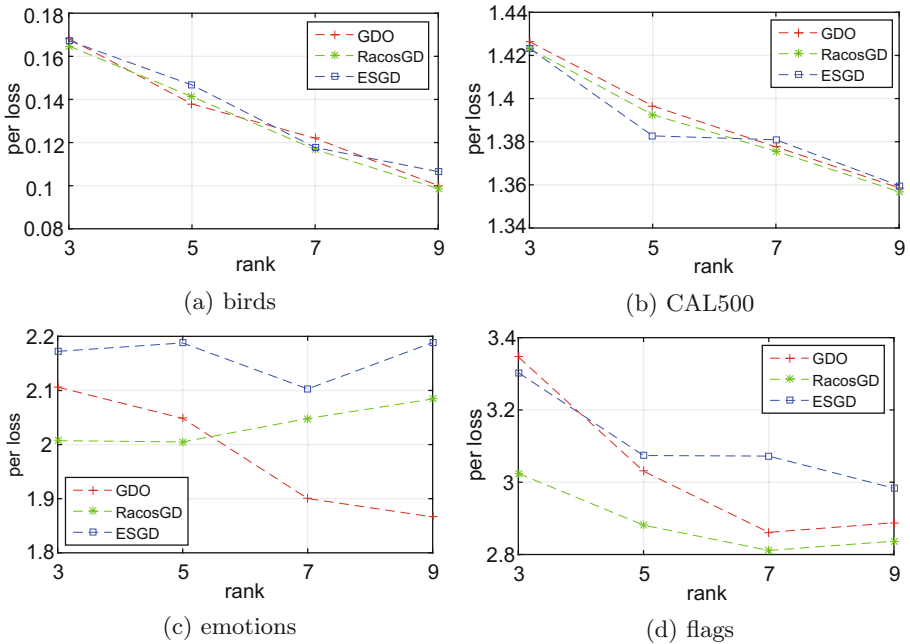 0.18
0.16
0.14
0.12
0.1
0.08
per loss
GDO
RacosGD
ESGD
3 5 7 9
rank
(a) birds
1.44
1.42
1.4
1.38
1.36
1.34
per loss
GDO
RacosGD
ESGD
3 5 7 9
rank
(b) CAL500
2.2
2.1
2
1.9
1.8
per loss
GDO
RacosGD
ESGD
3 5 7 9
rank
(c) emotions
3.4
3.2
3
2.8
per loss
GDO
RacosGD
ESGD
3 5 7 9
rank
(d) flags